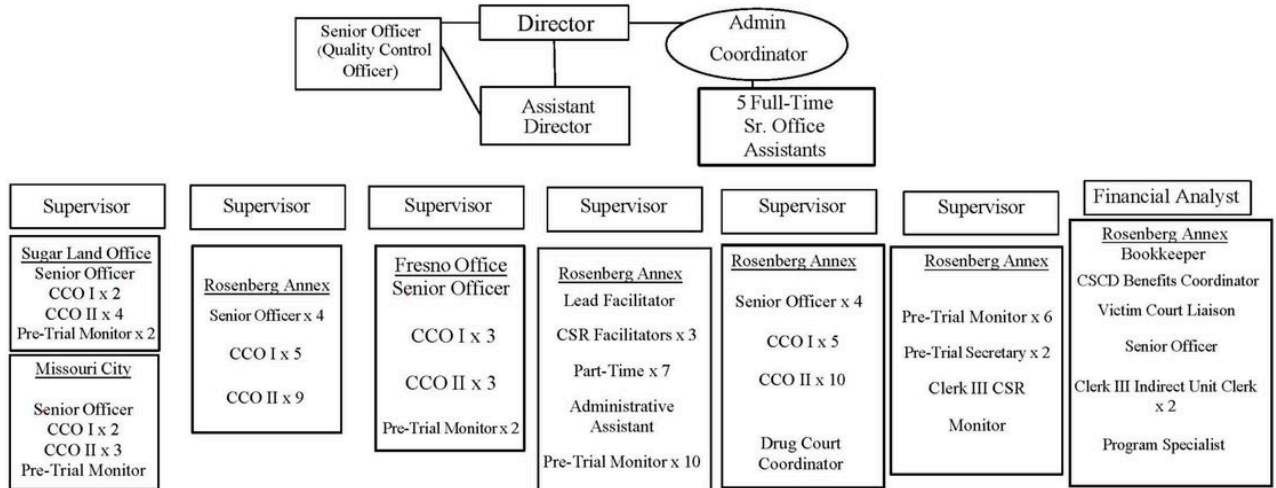 Senior Officer
(Quality Control
Officer)
Director
Admin
Coordinator
Assistant
Director
5 Full-Time
Sr. Office
Assistants
Supervisor
Sugar Land Office
Senior Officer
CCO I x 2
CCO II x 4
Pre-Trial Monitor x 2
Missouri City
Senior Officer
CCO I x 2
CCO II x 3
Pre-Trial Monitor
Supervisor
Rosenberg Annex
Senior Officer x 4
CCO I x 5
CCO II x 9
Supervisor
Fresno Office
Senior Officer
CCO I x 3
CCO II x 3
Pre-Trial Monitor x 2
Supervisor
Rosenberg Annex
Lead Facilitator
CSR Facilitators x 3
Part-Time x 7
Administrative
Assistant
Pre-Trial Monitor x 10
Supervisor
Rosenberg Annex
Senior Officer x 4
CCO I x 5
CCO II x 10
Drug Court
Coordinator
Supervisor
Rosenberg Annex
Pre-Trial Monitor x 6
Pre-Trial Secretary x 2
Clerk III CSR
Monitor
Financial Analyst
Rosenberg Annex
Bookkeeper
CSCD Benefits Coordinator
Victim Court Liaison
Senior Officer
Clerk III Indirect Unit Clerk
x 2
Program Specialist